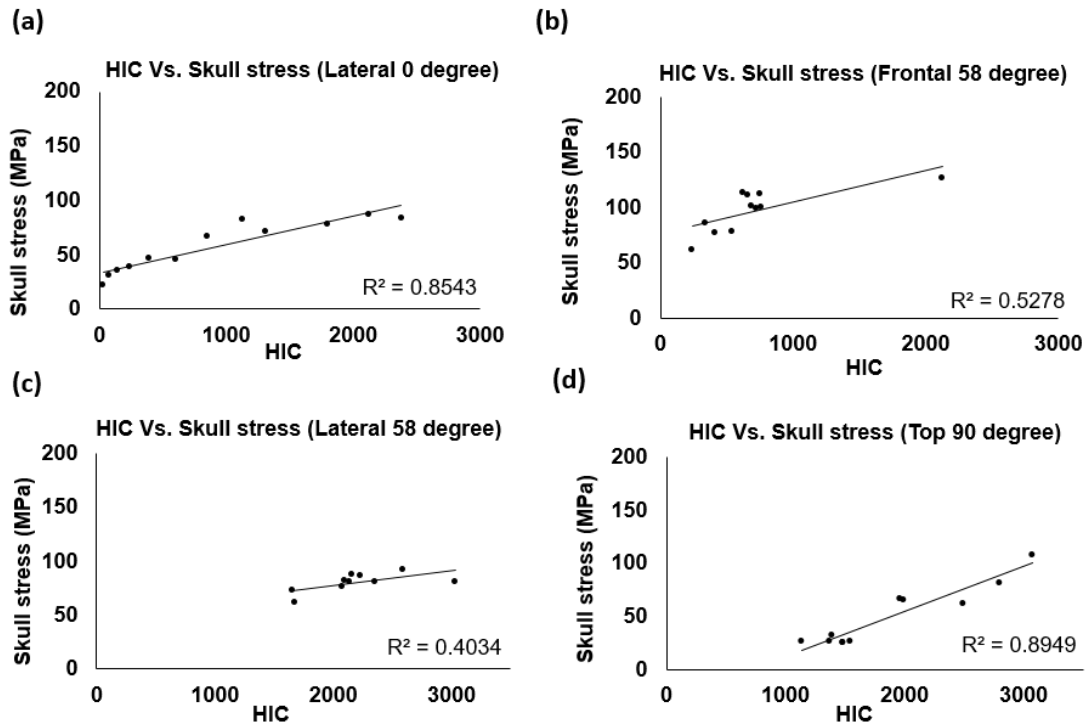 (a)
HIC Vs. Skull stress (Lateral 0 degree)
Skull stress (MPa)
200
150
100
50
0
R² = 0.8543
0 1000 2000 3000
HIC
(b)
HIC Vs. Skull stress (Frontal 58 degree)
Skull stress (MPa)
200
150
100
50
0
R² = 0.5278
0 1000 2000 3000
HIC
(c)
HIC Vs. Skull stress (Lateral 58 degree)
Skull stress (MPa)
200
150
100
50
0
R² = 0.4034
0 1000 2000 3000
HIC
(d)
HIC Vs. Skull stress (Top 90 degree)
Skull stress (MPa)
200
150
100
50
0
R² = 0.8949
0 1000 2000 3000
HIC